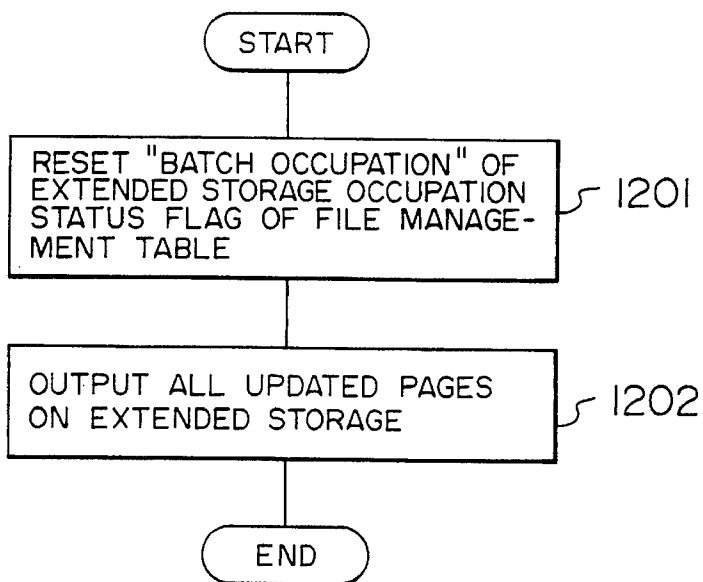 START
RESET "BATCH OCCUPATION" OF
EXTENDED STORAGE OCCUPATION
STATUS FLAG OF FILE MANAGE-
MENT TABLE
1201
OUTPUT ALL UPDATED PAGES
ON EXTENDED STORAGE
1202
END